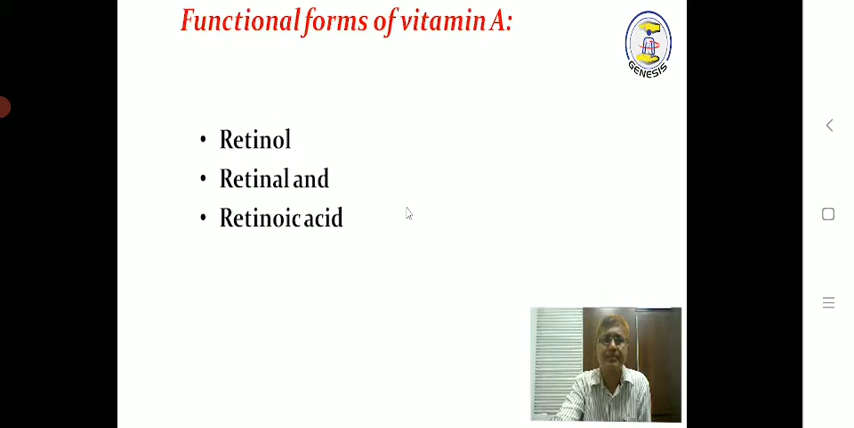 Functional forms of vitamin A:
GENESIS
• Retinol
• Retinal and
• Retinoic acid